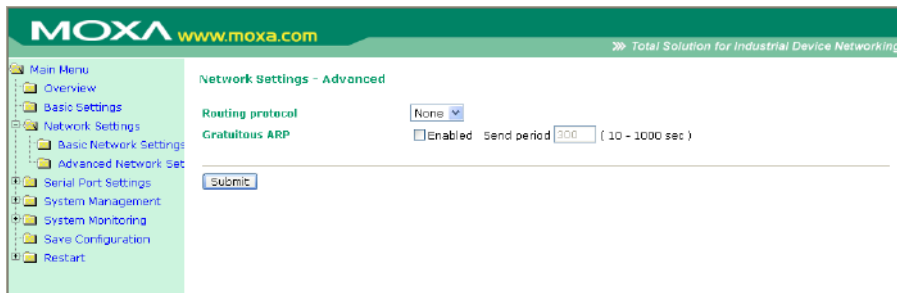 MOXA www.moxa.com
Total Solution for Industrial Device Networking
Main Menu
Overview
Basic Settings
Network Settings
Basic Network Settings
Advanced Network Set
Serial Port Settings
System Management
System Monitoring
Save Configuration
Restart
Network Settings - Advanced
Routing protocol None
Gratuitous ARP Enabled Send period 300 ( 10 - 1000 sec )
Submit